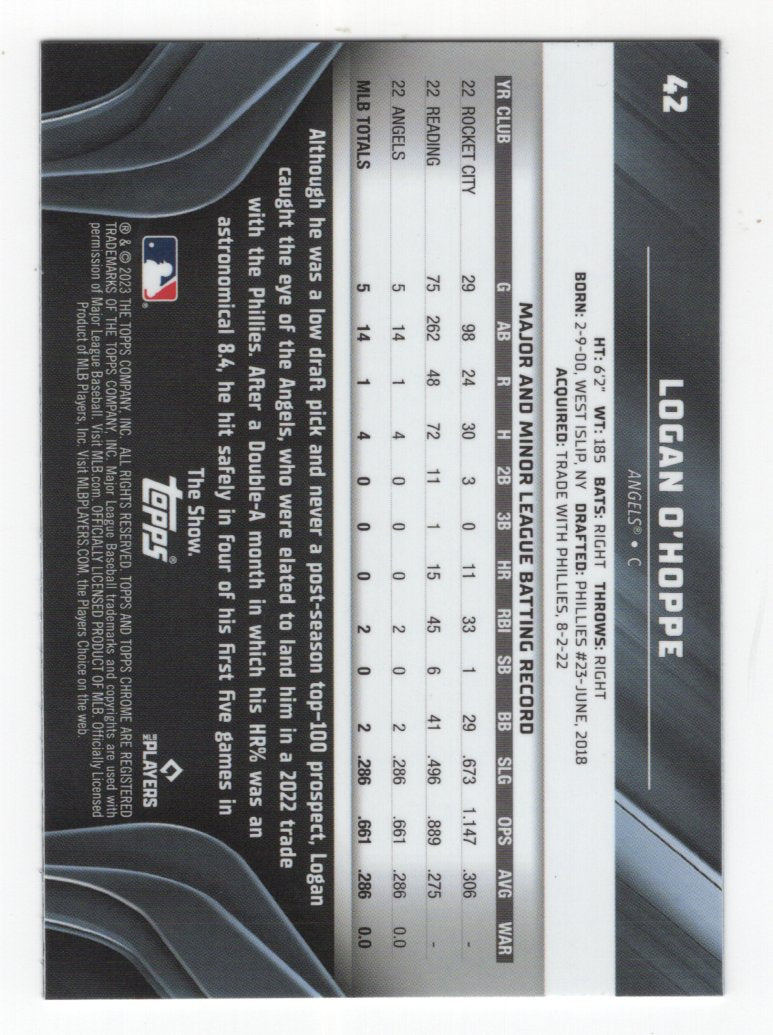 42
LOGAN O'HOPPE
ANGELS® • C
HT: 6'2" WT: 185 BATS: RIGHT THROWS: RIGHT
BORN: 2-9-00, WEST ISLIP, NY DRAFTED: PHILLIES #23-JUNE, 2018
ACQUIRED: TRADE WITH PHILLIES, 8-2-22
MAJOR AND MINOR LEAGUE BATTING RECORD
YR CLUB G AB R H 2B 3B HR RBI SB BB SLG OPS AVG WAR
22 ROCKET CITY 29 98 24 30 3 0 11 33 1 29 .673 1.147 .306 -
22 READING 75 262 48 72 11 1 15 45 6 41 .496 .889 .275 -
22 ANGELS 5 14 1 4 0 0 0 2 0 2 .286 .661 .286 0.0
MLB TOTALS 5 14 1 4 0 0 0 2 0 2 .286 .661 .286 0.0
Although he was a low draft pick and never a post-season top-100 prospect, Logan
caught the eye of the Angels, who were elated to land him in a 2022 trade
with the Phillies. After a Double-A month in which his HR% was an
astronomical 8.4, he hit safely in four of his first five games in
The Show.
topps®
MLB PLAYERS
® & © 2023 THE TOPPS COMPANY, INC. ALL RIGHTS RESERVED. TOPPS AND TOPPS CHROME ARE REGISTERED
TRADEMARKS OF THE TOPPS COMPANY, INC. Major League Baseball trademarks and copyrights are used with
permission of Major League Baseball. Visit MLB.com. OFFICIALLY LICENSED PRODUCT OF MLB. Officially Licensed
Product of MLB Players, Inc. Visit MLBPLAYERS.COM, the Players Choice on the web.